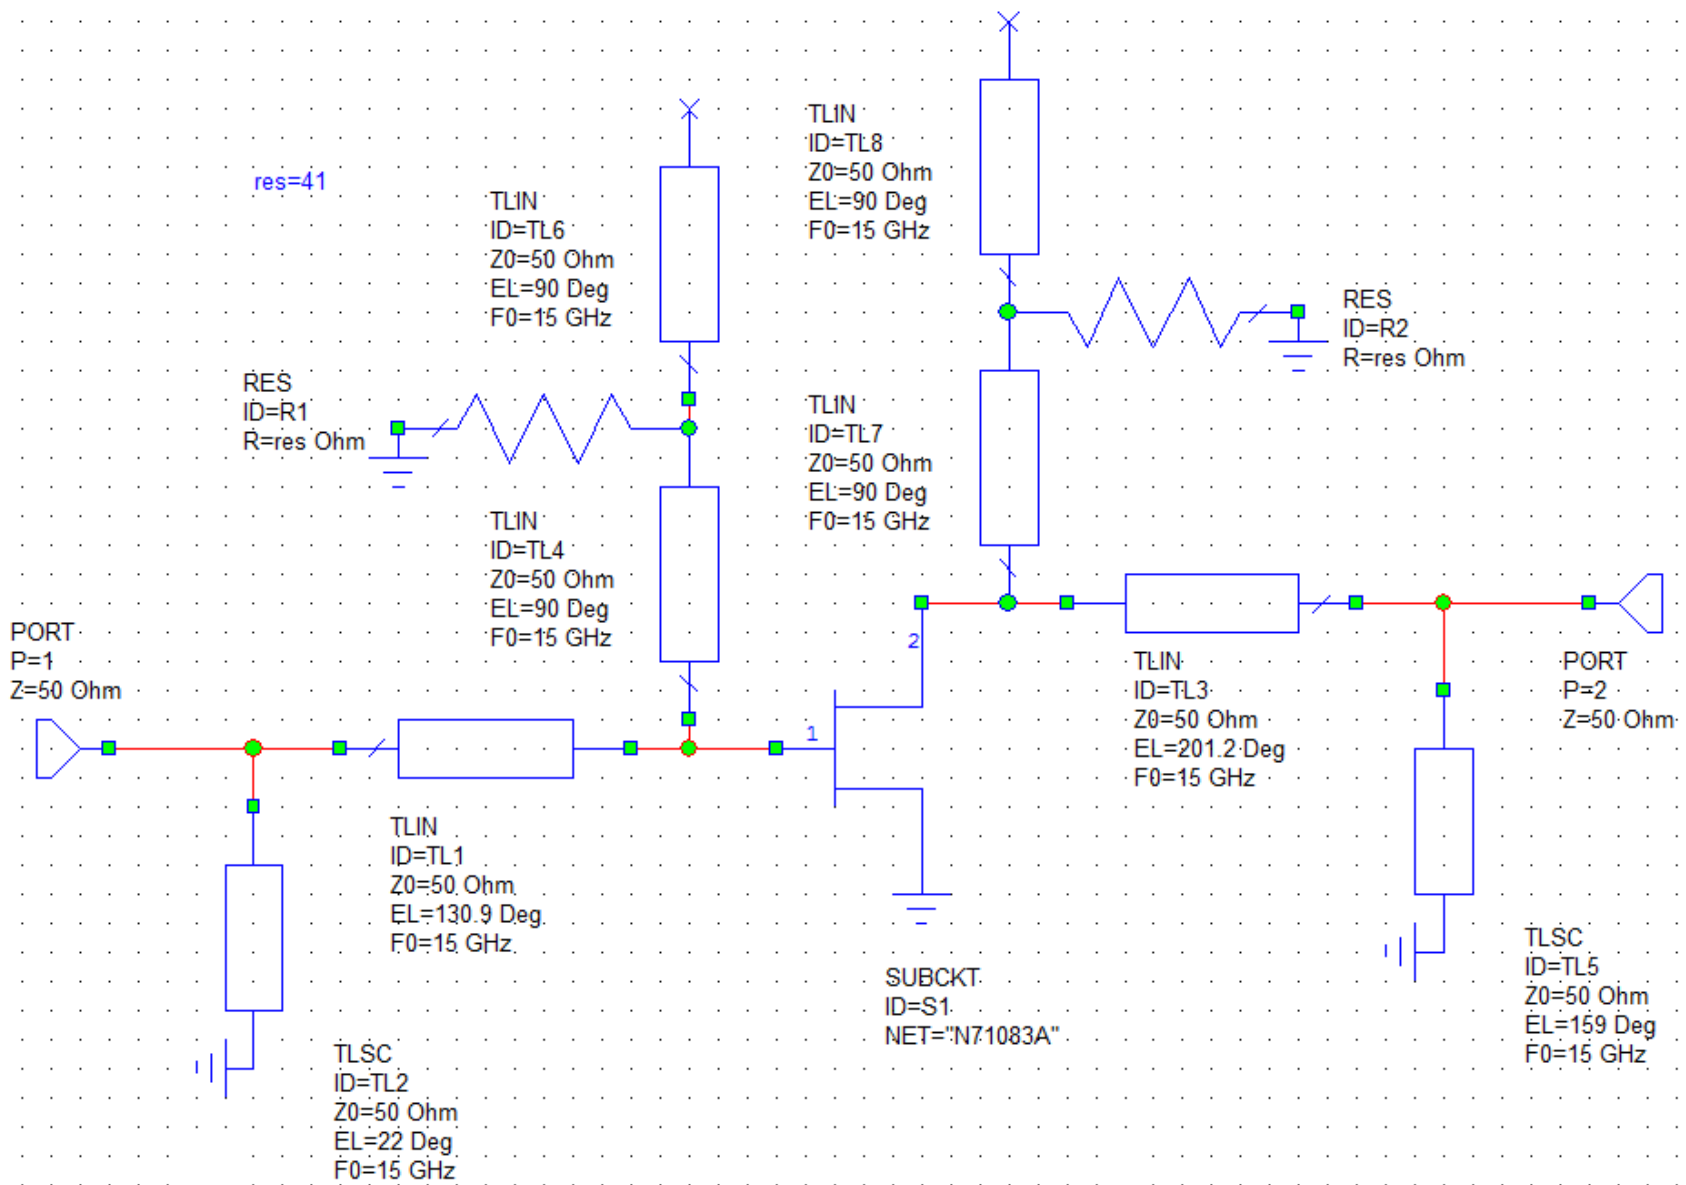 TLIN
ID=TL8
Z0=50 Ohm
EL=90 Deg
F0=15 GHz
res=41
TLIN
ID=TL6
Z0=50 Ohm
EL=90 Deg
F0=15 GHz
RES
ID=R2
R=res Ohm
RES
ID=R1
R=res Ohm
TLIN
ID=TL7
Z0=50 Ohm
EL=90 Deg
F0=15 GHz
TLIN
ID=TL4
Z0=50 Ohm
EL=90 Deg
F0=15 GHz
PORT
P=1
Z=50 Ohm
1
2
TLIN
ID=TL3
Z0=50 Ohm
EL=201.2 Deg
F0=15 GHz
PORT
P=2
Z=50 Ohm
TLIN
ID=TL1
Z0=50 Ohm
EL=130.9 Deg
F0=15 GHz
SUBCKT
ID=S1
NET="N71083A"
TLSC
ID=TL5
Z0=50 Ohm
EL=159 Deg
F0=15 GHz
TLSC
ID=TL2
Z0=50 Ohm
EL=22 Deg
F0=15 GHz